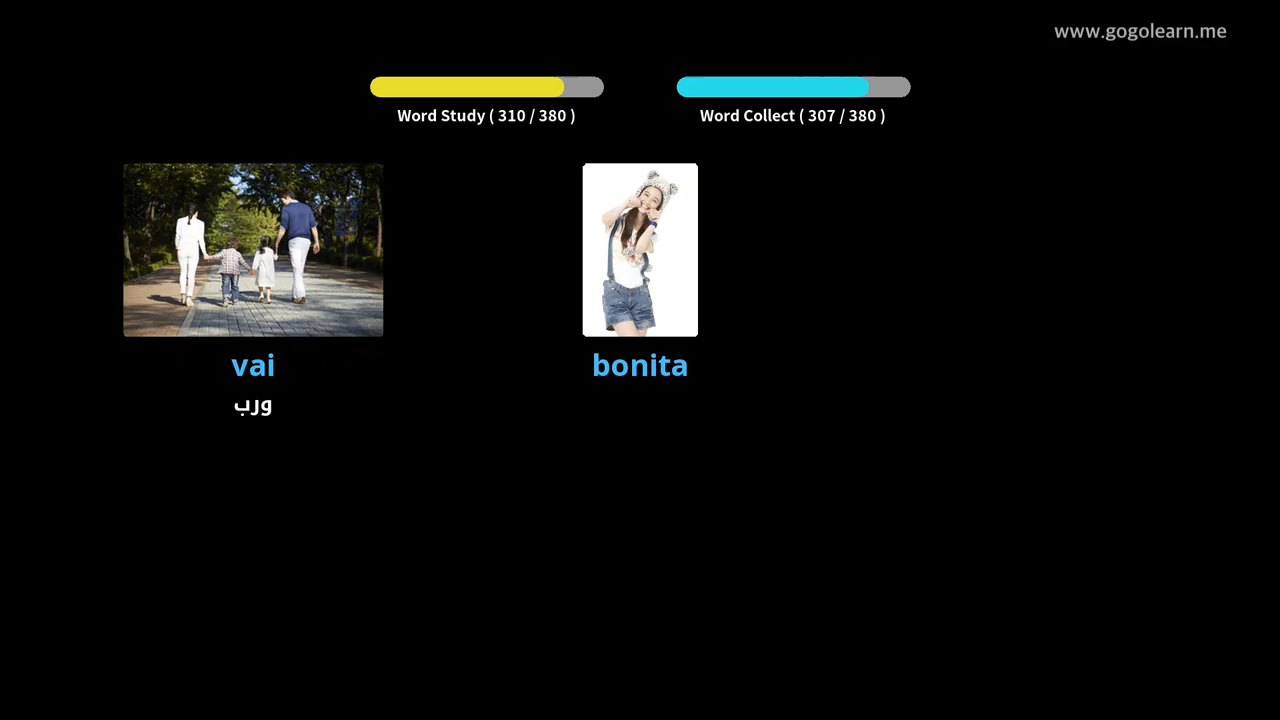 www.gogolearn.me
Word Study ( 310 / 380 )
Word Collect ( 307 / 380 )
vai
bonita
ورب